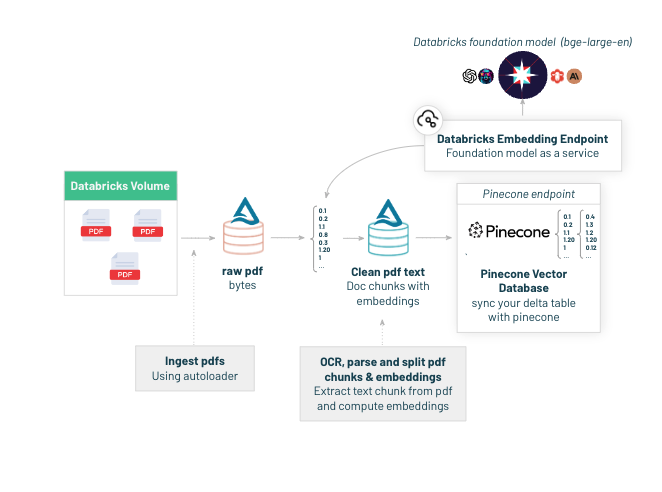 Databricks foundation model (bge-large-en)
Databricks Embedding Endpoint
Foundation model as a service
Databricks Volume
PDF
PDF
PDF
raw pdf
bytes
0.1
0.2
1.1
0.8
0.3
1.20
1
...
Clean pdf text
Doc chunks with
embeddings
Pinecone endpoint
Pinecone
0.1
0.2
1.1
1.20
1
...
0.4
1.3
1.2
1.20
0.12
...
Pinecone Vector
Database
sync your delta table
with pinecone
Ingest pdfs
Using autoloader
OCR, parse and split pdf
chunks & embeddings
Extract text chunk from pdf
and compute embeddings